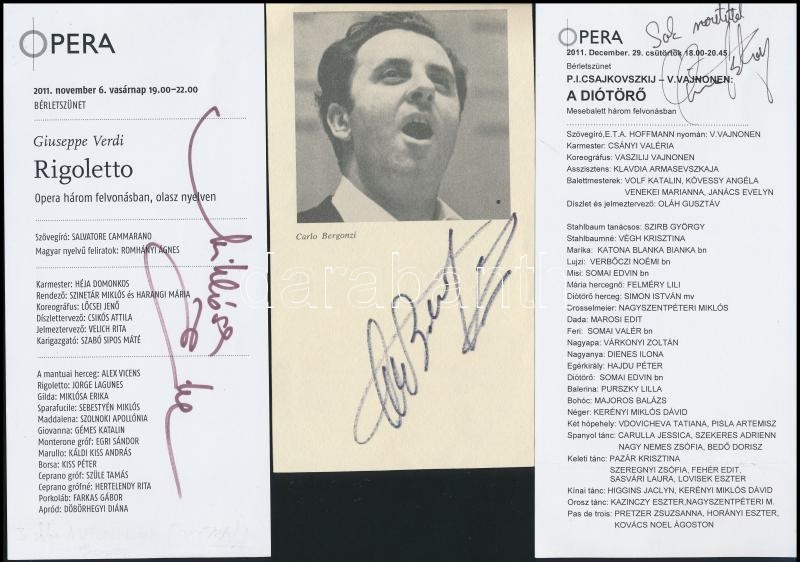 OPERA
2011. november 6. vasárnap 19.00–22.00
BÉRLETSZÜNET
Giuseppe Verdi
Rigoletto
Opera három felvonásban, olasz nyelven
Szövegíró: SALVATORE CAMMARANO
Magyar nyelvű feliratok: ROMHÁNYI ÁGNES
Karmester: HÉJA DOMONKOS
Rendező: SZINETÁR MIKLÓS és HARANGI MÁRIA
Koreográfus: LŐCSEI JENŐ
Díszlettervező: CSIKÓS ATTILA
Jelmeztervező: VELICH RITA
Karigazgató: SZABÓ SIPOS MÁTÉ
A mantuai herceg: ALEX VICENS
Rigoletto: JORGE LAGUNES
Gilda: MIKLÓSA ERIKA
Sparafucile: SEBESTYÉN MIKLÓS
Maddalena: SZOLNOKI APOLLÓNIA
Giovanna: GÉMES KATALIN
Monterone gróf: EGRI SÁNDOR
Marullo: KÁLDI KISS ANDRÁS
Borsa: KISS PÉTER
Ceprano gróf: SZÜLE TAMÁS
Ceprano grófné: HERTELENDY RITA
Porkoláb: FARKAS GÁBOR
Apród: DÖBÖRHEGYI DIÁNA
Carlo Bergonzi
darabanth
OPERA
Sok
2011. December. 29. csütörtök 18.00-20.45
Bérletszünet
P.I.CSAJKOVSZKIJ – V.VAJNONEN:
A DIÓTÖRŐ
Mesebalett három felvonásban
Szövegíró,E.T.A. HOFFMANN nyomán: V.VAJNONEN
Karmester: CSÁNYI VALÉRIA
Koreográfus: VASZILIJ VAJNONEN
Asszisztens: KLAVDIA ARMASEVSZKAJA
Balettmesterek: VOLF KATALIN, KÖVESSY ANGÉLA
VENEKEI MARIANNA, JANÁCS EVELYN
Díszlet és jelmeztervező: OLÁH GUSZTÁV
Stahlbaum tanácsos: SZIRB GYÖRGY
Stahlbaumné: VÉGH KRISZTINA
Marika: KATONA BLANKA BIANKA bn
Lujzi: VERBÓCZI NOÉMI bn
Misi: SOMAI EDVIN bn
Mária hercegnő: FELMÉRY LILI
Diótörő herceg: SIMON ISTVÁN mv
Drosselmeier: NAGYSZENTPÉTERI MIKLÓS
Dada: MAROSI EDIT
Feri: SOMAI VALÉR bn
Nagyapa: VÁRKONYI ZOLTÁN
Nagyanya: DIENES ILONA
Egérkirály: HAJDU PÉTER
Diótörő: SOMAI EDVIN bn
Balerina: PURSZKY LILLA
Bohóc: MAJOROS BALÁZS
Néger: KERÉNYI MIKLÓS DÁVID
Két hópehely: VDOVICHEVA TATIANA, PISLA ARTEMISZ
Spanyol tánc: CARULLA JESSICA, SZEKERES ADRIENN
NAGY NEMES ZSÓFIA, BEDŐ DORISZ
Keleti tánc: PAZÁR KRISZTINA
SZEREGNYI ZSÓFIA, FEHÉR EDIT,
SASVÁRI LAURA, LOVISEK ESZTER
Kínai tánc: HIGGINS JACLYN, KERÉNYI MIKLÓS DÁVID
Orosz tánc: KAZINCZY ESZTER,NAGYSZENTPÉTERI M.
Pas de trois: PRETZER ZSUZSANNA, HORÁNYI ESZTER,
KOVÁCS NOEL ÁGOSTON